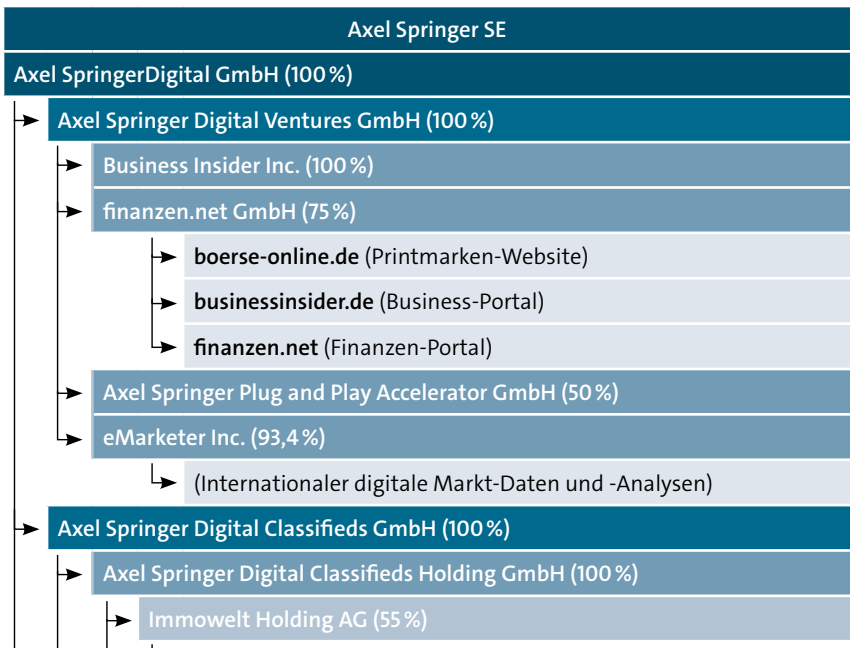 Axel Springer SE
Axel SpringerDigital GmbH (100 %)
Axel Springer Digital Ventures GmbH (100 %)
Business Insider Inc. (100 %)
finanzen.net GmbH (75 %)
boerse-online.de (Printmarken-Website)
businessinsider.de (Business-Portal)
finanzen.net (Finanzen-Portal)
Axel Springer Plug and Play Accelerator GmbH (50 %)
eMarketer Inc. (93,4 %)
(Internationaler digitale Markt-Daten und -Analysen)
Axel Springer Digital Classifieds GmbH (100 %)
Axel Springer Digital Classifieds Holding GmbH (100 %)
Immowelt Holding AG (55 %)